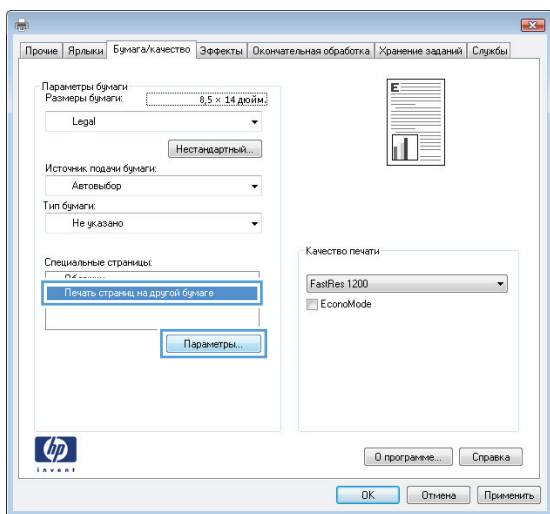 Прочие Ярлыки Бумага/качество Эффекты Окончательная обработка Хранение заданий Службы
Параметры бумаги
Размеры бумаги: 8,5 × 14 дюйм.
Legal
Нестандартный...
Источник подачи бумаги:
Автовыбор
Тип бумаги:
Не указано
Специальные страницы:
Обложки
Печать страниц на другой бумаге
Параметры...
E
Качество печати
FastRes 1200
EconoMode
hp
invent
О программе... Справка
OK Отмена Применить